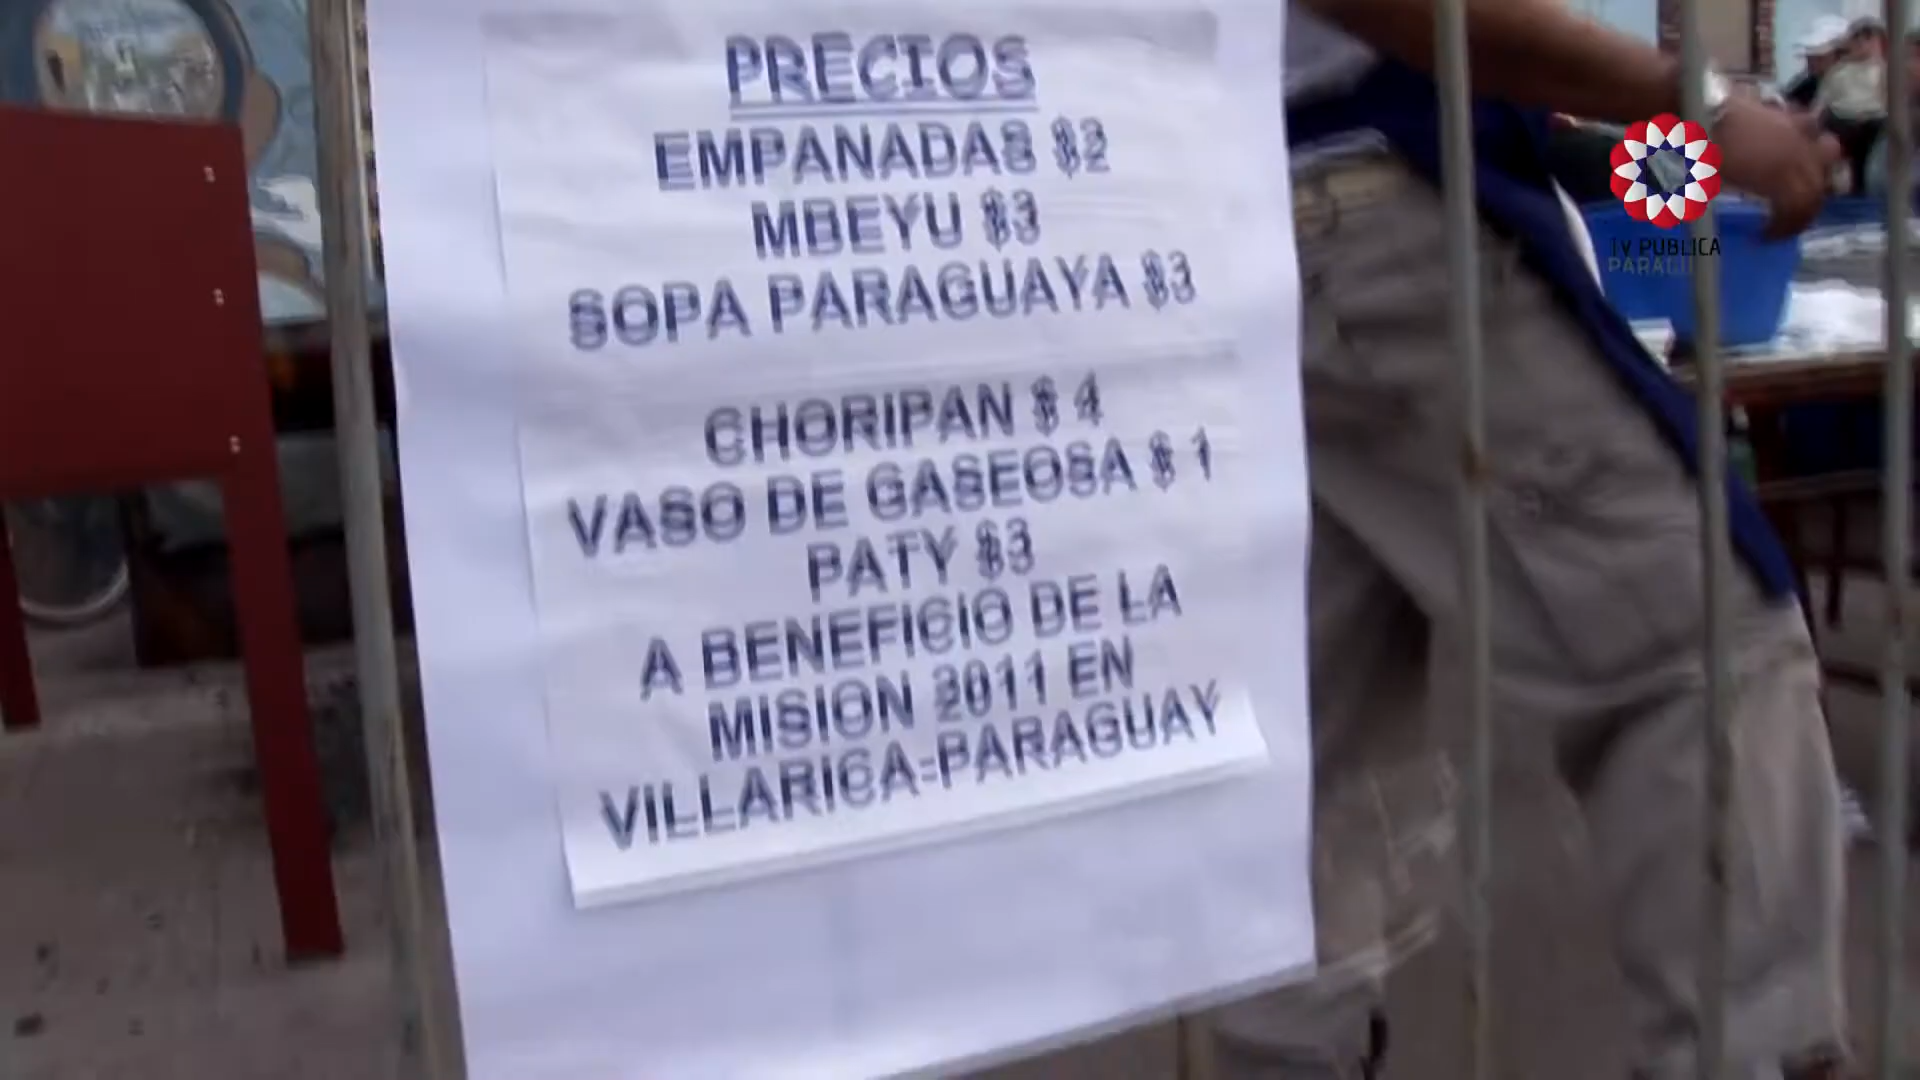 PRECIOS
EMPANADAS $2
MBEYU $3
SOPA PARAGUAYA $3
CHORIPAN $ 4
VASO DE GASEOSA $ 1
PATY $3
A BENEFICIO DE LA
MISION 2011 EN
VILLARICA-PARAGUAY
TV PUBLICA
PARAGU